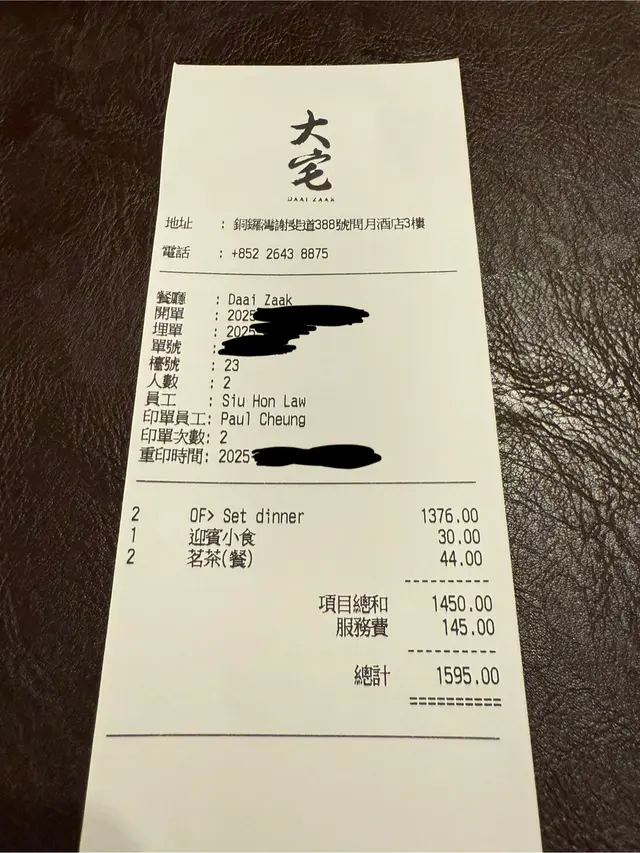 大宅
DAAI ZAAK
地址 : 銅鑼灣謝斐道388號問月酒店3樓
電話 : +852 2643 8875
餐廳 : Daai Zaak
開單 : 2025
埋單 : 202
單號 :
檯號 : 23
人數 : 2
員工 : Siu Hon Law
印單員工: Paul Cheung
印單次數: 2
重印時間: 2025
2 OF> Set dinner 1376.00
1 迎賓小食 30.00
2 茗茶(餐) 44.00
項目總和 1450.00
服務費 145.00
總計 1595.00